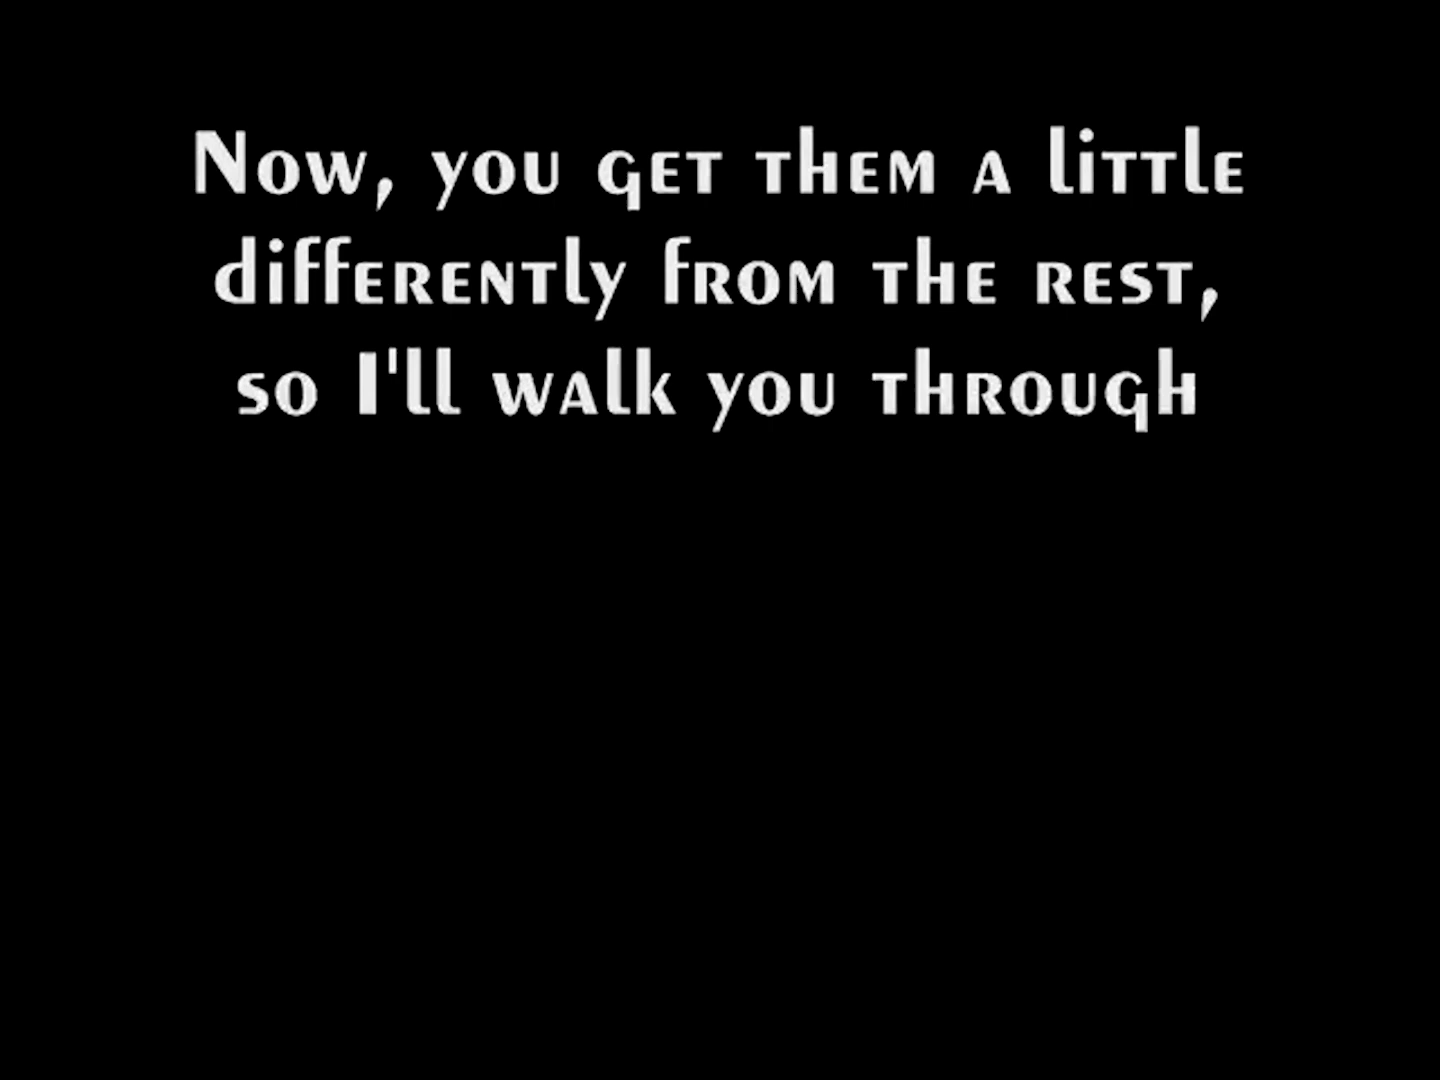 Now, you get them a little
differently from the rest,
so I'll walk you through